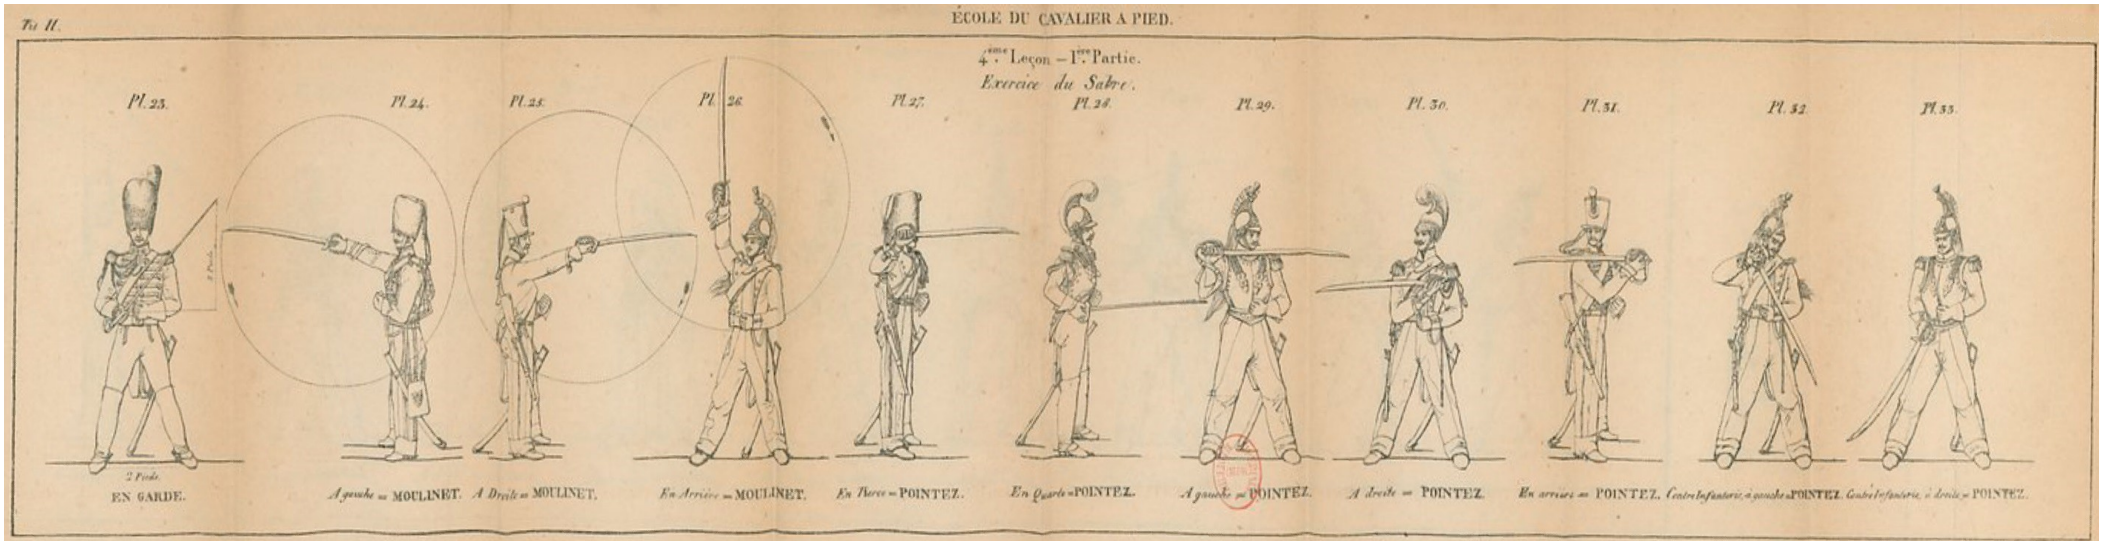 ÉCOLE DU CAVALIER A PIED.
4ème Leçon – 1ère Partie.
Exercice du Sabre.
Pl. 23.
Pl. 24.
Pl. 25.
Pl. 26.
Pl. 27.
Pl. 28.
Pl. 29.
Pl. 30.
Pl. 31.
Pl. 32.
Pl. 33.
2 Pieds.
EN GARDE.
A gauche = MOULINET.
A Droite = MOULINET.
En Arrière = MOULINET.
En Tierce = POINTEZ.
En Quarte = POINTEZ.
A gauche = POINTEZ.
A droite = POINTEZ.
En arrière = POINTEZ.
Contre Infanterie, à gauche = POINTEZ.
Contre Infanterie, à droite = POINTEZ.